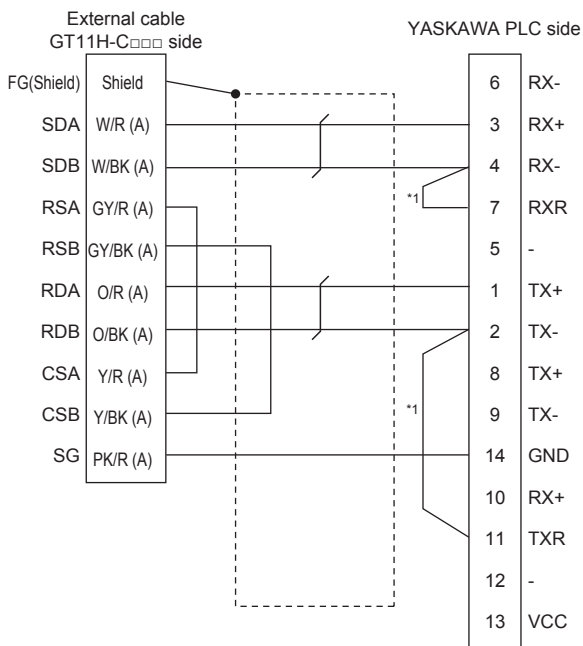 External cable
GT11H-C□□□ side
YASKAWA PLC side
FG(Shield) Shield 6 RX-
SDA W/R (A) 3 RX+
SDB W/BK (A) 4 RX-
*1
RSA GY/R (A) 7 RXR
RSB GY/BK (A) 5 -
RDA O/R (A) 1 TX+
RDB O/BK (A) 2 TX-
CSA Y/R (A) 8 TX+
CSB Y/BK (A) *1 9 TX-
SG PK/R (A) 14 GND
10 RX+
11 TXR
12 -
13 VCC